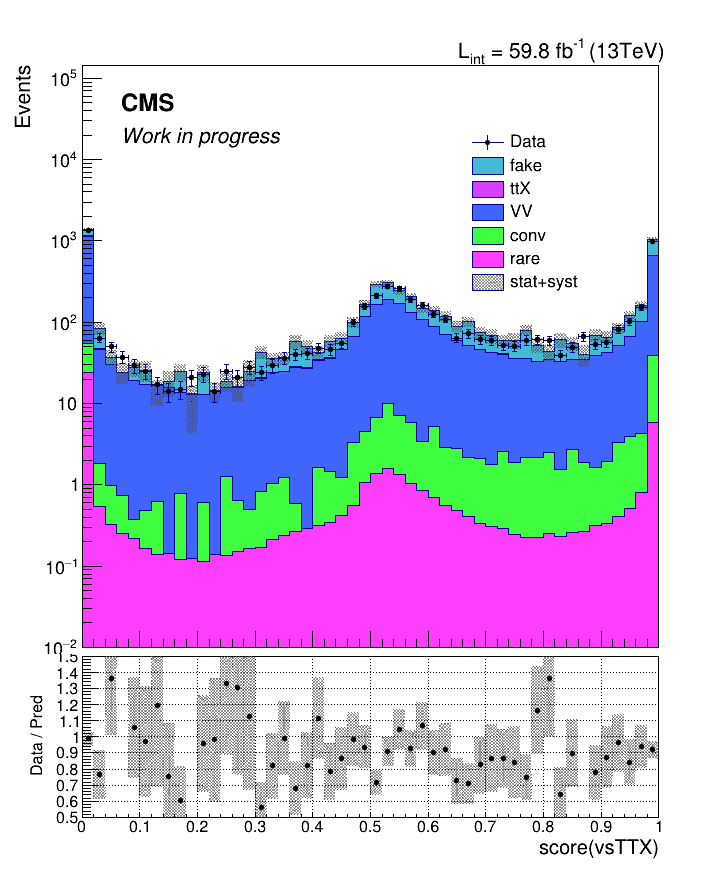 L_int = 59.8 fb^-1 (13TeV)
Events
10^5
CMS
Work in progress
Data
10^4
fake
ttX
VV
10^3
conv
rare
stat+syst
10^2
10
1
10^-1
10^-2
Data / Pred
1.5
1.4
1.3
1.2
1.1
1
0.9
0.8
0.7
0.6
0.5
0 0.1 0.2 0.3 0.4 0.5 0.6 0.7 0.8 0.9 1
score(vsTTX)